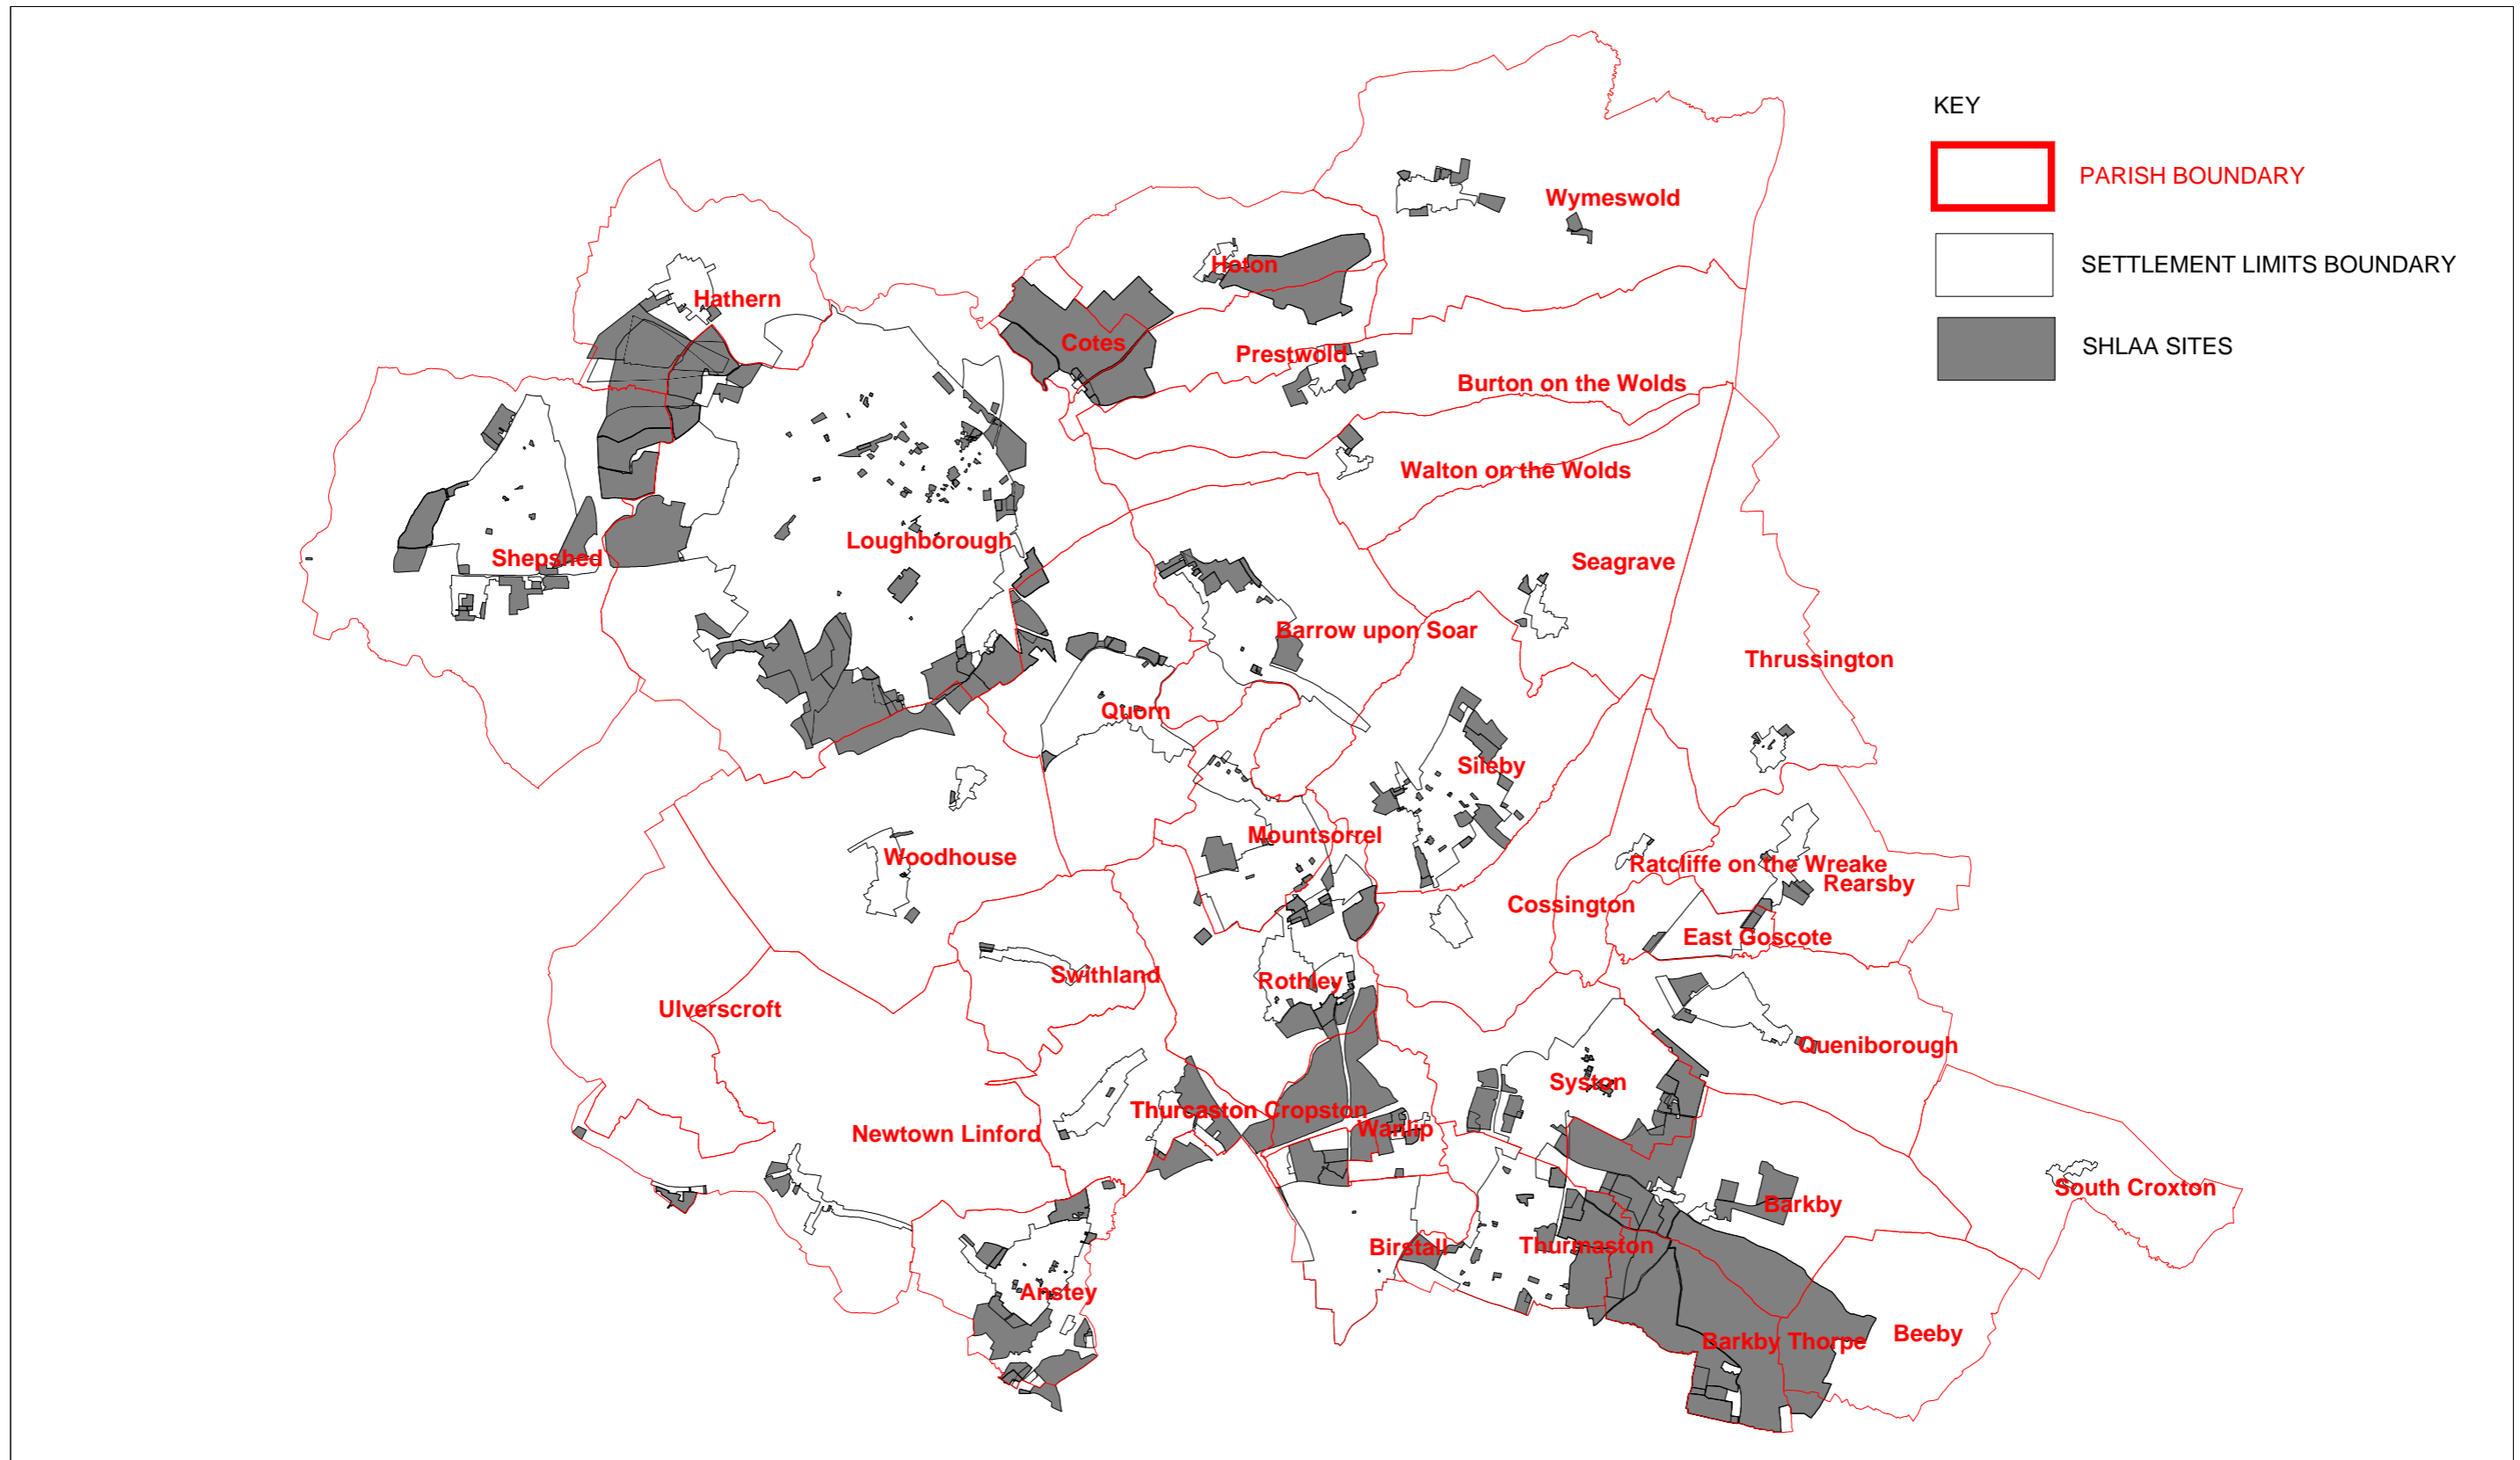 KEY
PARISH BOUNDARY
SETTLEMENT LIMITS BOUNDARY
SHLAA SITES
Wymeswold
Hoton
Hathern
Cotes
Prestwold
Burton on the Wolds
Walton on the Wolds
Loughborough
Shepshed
Seagrave
Barrow upon Soar
Thrussington
Quorn
Sileby
Mountsorrel
Woodhouse
Ratcliffe on the Wreake
Rearsby
Cossington
East Goscote
Swithland
Rothley
Ulverscroft
Queniborough
Syston
Thurcaston Cropston
Wanlip
Newtown Linford
South Croxton
Barkby
Birstall
Thurmaston
Anstey
Barkby Thorpe
Beeby